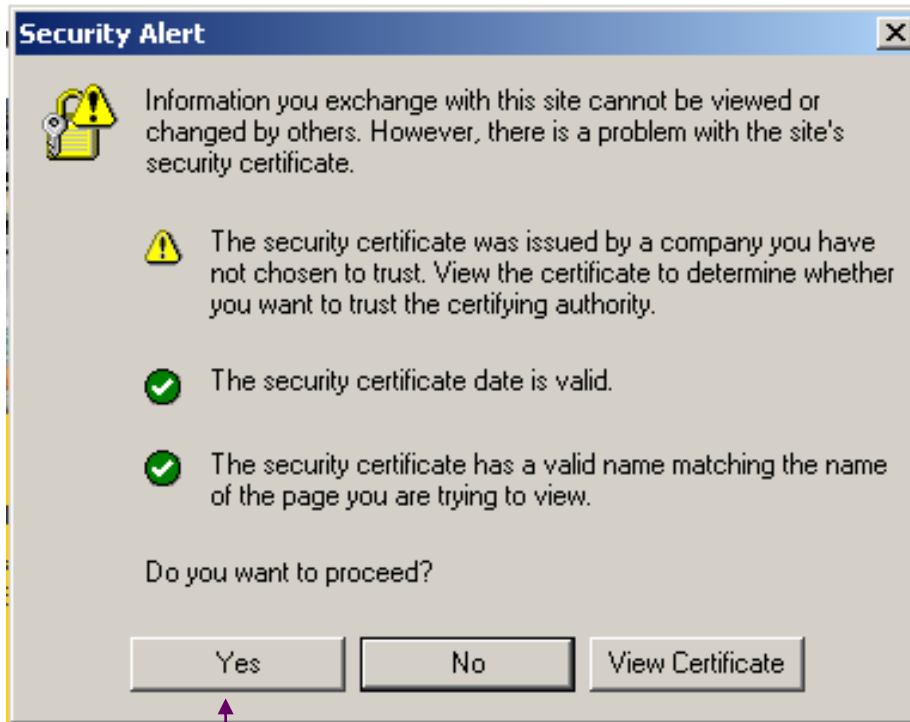 Security Alert
Information you exchange with this site cannot be viewed or
changed by others. However, there is a problem with the site's
security certificate.
The security certificate was issued by a company you have
not chosen to trust. View the certificate to determine whether
you want to trust the certifying authority.
The security certificate date is valid.
The security certificate has a valid name matching the name
of the page you are trying to view.
Do you want to proceed?
Yes No View Certificate